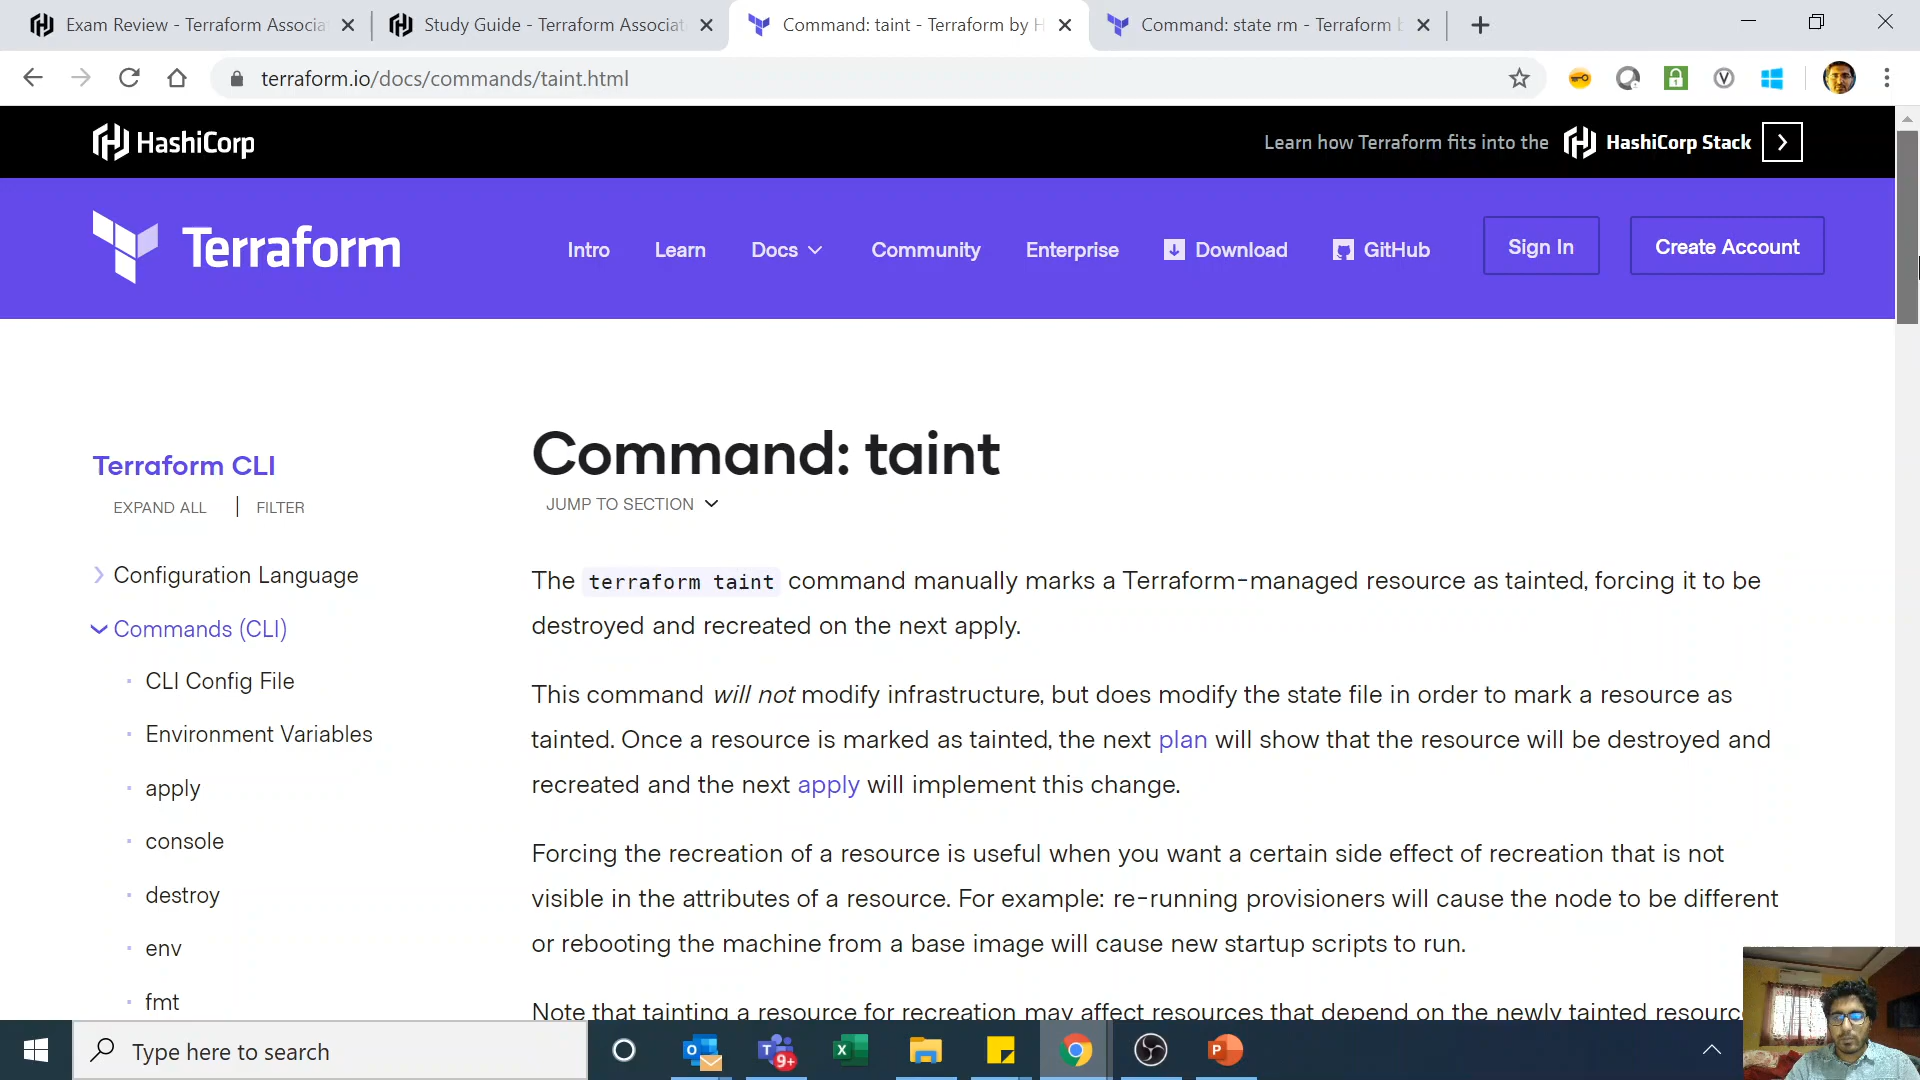 Exam Review - Terraform Associa
Study Guide - Terraform Associat
Command: taint - Terraform by H
Command: state rm - Terraform b
terraform.io/docs/commands/taint.html
HashiCorp
Learn how Terraform fits into the HashiCorp Stack
Terraform
Intro
Learn
Docs
Community
Enterprise
Download
GitHub
Sign In
Create Account
Terraform CLI
EXPAND ALL | FILTER
Configuration Language
Commands (CLI)
CLI Config File
Environment Variables
apply
console
destroy
env
fmt
Command: taint
JUMP TO SECTION
The terraform taint command manually marks a Terraform-managed resource as tainted, forcing it to be
destroyed and recreated on the next apply.
This command will not modify infrastructure, but does modify the state file in order to mark a resource as
tainted. Once a resource is marked as tainted, the next plan will show that the resource will be destroyed and
recreated and the next apply will implement this change.
Forcing the recreation of a resource is useful when you want a certain side effect of recreation that is not
visible in the attributes of a resource. For example: re-running provisioners will cause the node to be different
or rebooting the machine from a base image will cause new startup scripts to run.
Note that tainting a resource for recreation may affect resources that depend on the newly tainted resourc
Type here to search
9+